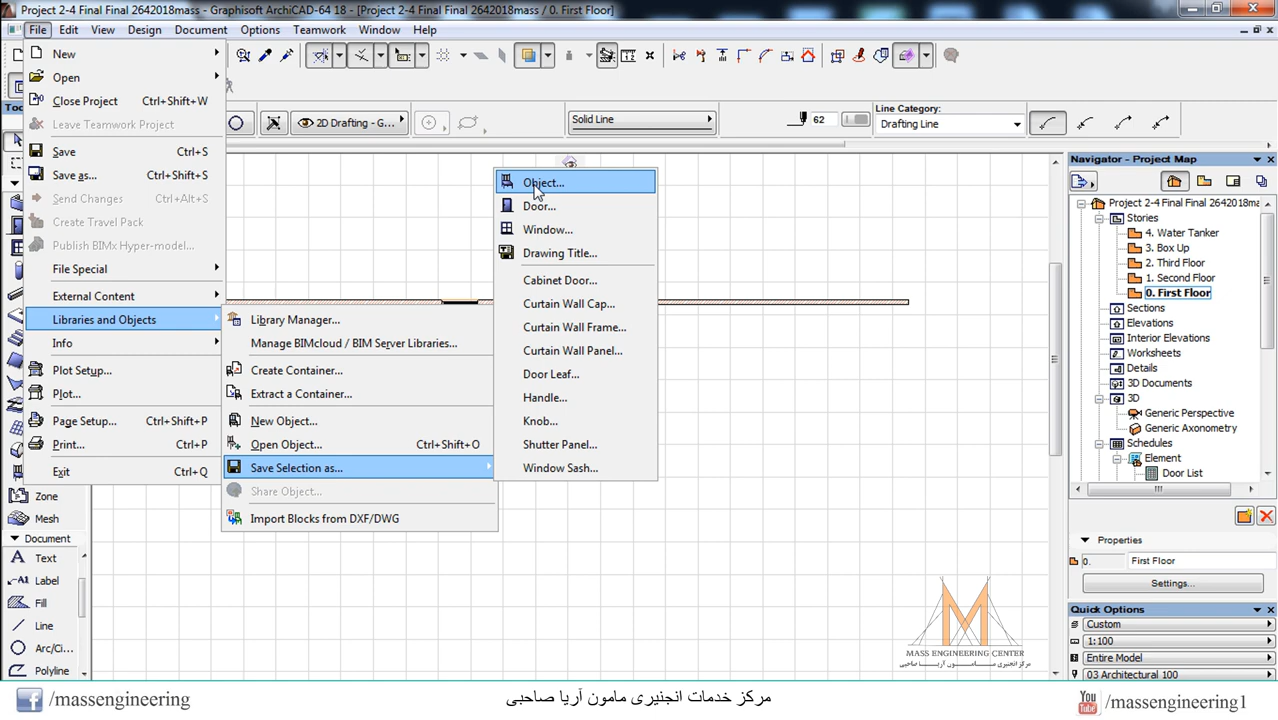 Project 2-4 Final Final 2642018mass - Graphisoft ArchiCAD-64 18 - [Project 2-4 Final Final 2642018mass / 0. First Floor]
File Edit View Design Document Options Teamwork Window Help
New
Open
Close Project Ctrl+Shift+W
Leave Teamwork Project
Save Ctrl+S
Save as... Ctrl+Shift+S
Send Changes Ctrl+Alt+S
Create Travel Pack
Publish BIMx Hyper-model...
File Special
External Content
Libraries and Objects
Info
Plot Setup...
Plot...
Page Setup... Ctrl+Shift+P
Print... Ctrl+P
Exit Ctrl+Q
Library Manager...
Manage BIMcloud / BIM Server Libraries...
Create Container...
Extract a Container...
New Object...
Open Object... Ctrl+Shift+O
Save Selection as...
Share Object...
Import Blocks from DXF/DWG
Object...
Door...
Window...
Drawing Title...
Cabinet Door...
Curtain Wall Cap...
Curtain Wall Frame...
Curtain Wall Panel...
Door Leaf...
Handle...
Knob...
Shutter Panel...
Window Sash...
2D Drafting - G...
Solid Line
62
Line Category:
Drafting Line
Zone
Mesh
Document
Text
A1 Label
Fill
Line
Arc/Ci...
Polyline
Navigator - Project Map
Project 2-4 Final Final 2642018ma
Stories
4. Water Tanker
3. Box Up
2. Third Floor
1. Second Floor
0. First Floor
Sections
Elevations
Interior Elevations
Worksheets
Details
3D Documents
3D
Generic Perspective
Generic Axonometry
Schedules
Element
Door List
Properties
0. First Floor
Settings...
Quick Options
Custom
1:100
Entire Model
03 Architectural 100
MASS ENGINEERING CENTER
مرکز انجنیری مامون آریا صاحبی
/massengineering
مرکز خدمات انجنیری مامون آریا صاحبی
You Tube
/massengineering1